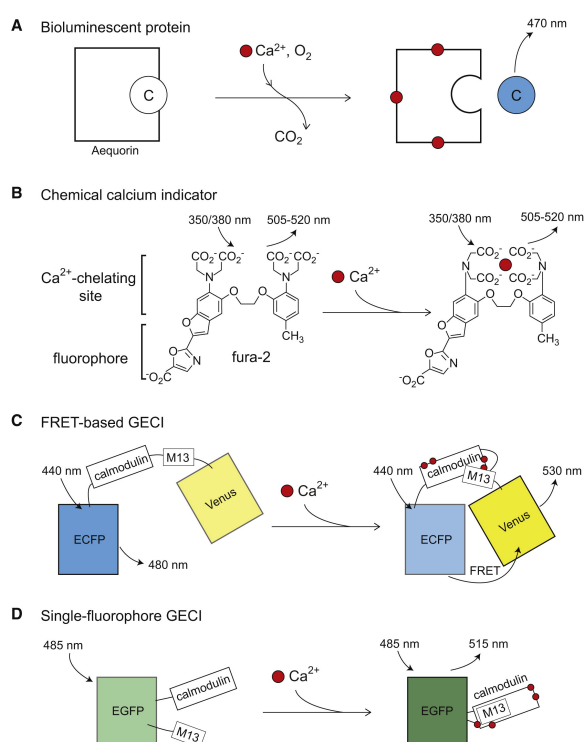 A Bioluminescent protein
470 nm
Ca²⁺, O₂
C
C
CO₂
Aequorin
B Chemical calcium indicator
350/380 nm
505-520 nm
350/380 nm
505-520 nm
CO₂⁻ CO₂⁻ CO₂⁻ CO₂⁻
CO₂⁻ CO₂⁻
N N
N CO₂⁻ CO₂⁻ N
Ca²⁺-chelating
site
Ca²⁺
O O
O O
O
O
CH₃
CH₃
fluorophore
fura-2
O
N
O
N
⁻O₂C
⁻O₂C
C FRET-based GECI
440 nm
calmodulin
M13
Venus
ECFP
480 nm
Ca²⁺
440 nm
calmodulin
M13
530 nm
Venus
ECFP
FRET
D Single-fluorophore GECI
485 nm
calmodulin
EGFP
M13
Ca²⁺
485 nm
515 nm
calmodulin
EGFP
M13